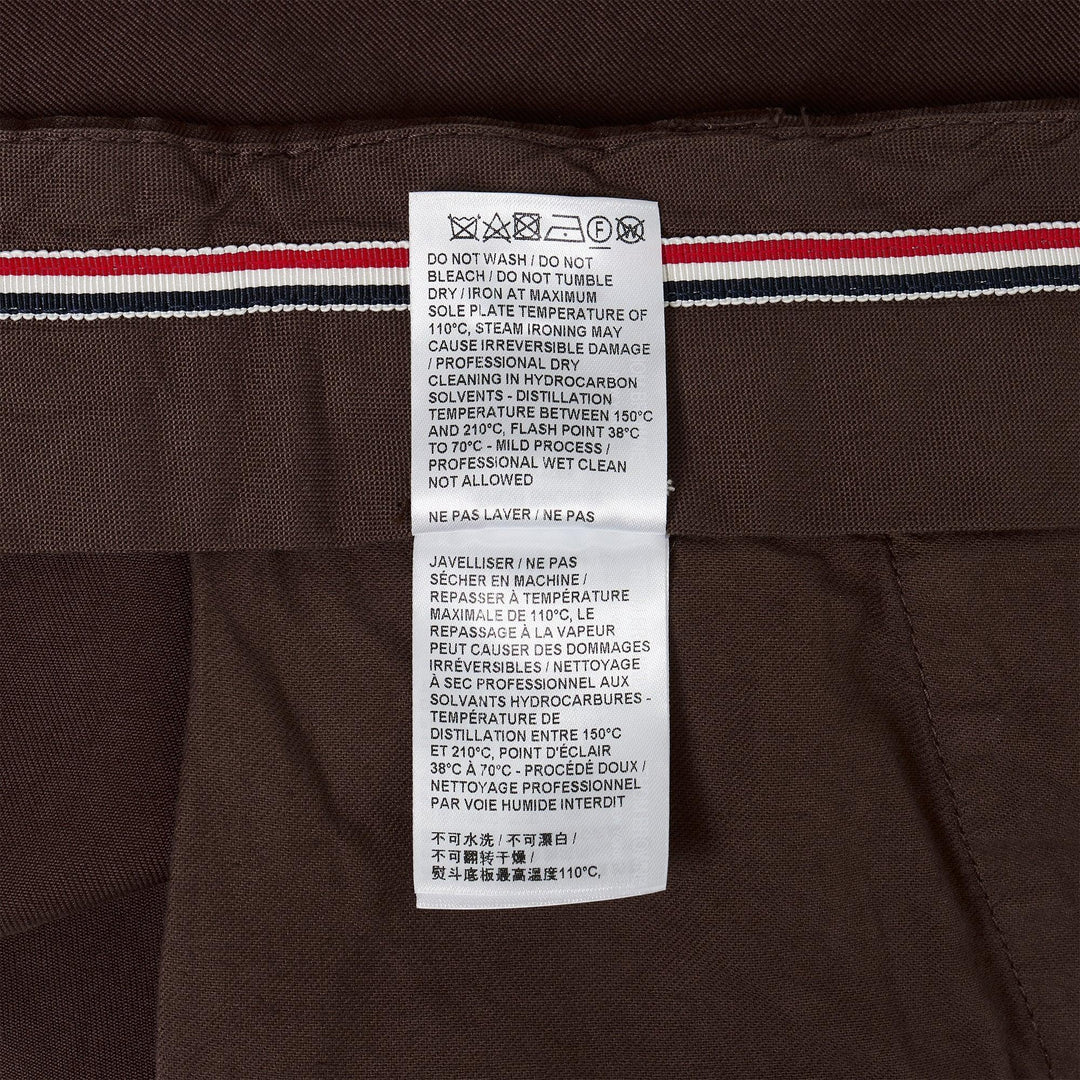 DO NOT WASH / DO NOT
BLEACH / DO NOT TUMBLE
DRY / IRON AT MAXIMUM
SOLE PLATE TEMPERATURE OF
110°C, STEAM IRONING MAY
CAUSE IRREVERSIBLE DAMAGE
/ PROFESSIONAL DRY
CLEANING IN HYDROCARBON
SOLVENTS - DISTILLATION
TEMPERATURE BETWEEN 150°C
AND 210°C, FLASH POINT 38°C
TO 70°C - MILD PROCESS /
PROFESSIONAL WET CLEAN
NOT ALLOWED
NE PAS LAVER / NE PAS
JAVELLISER / NE PAS
SÉCHER EN MACHINE /
REPASSER À TEMPÉRATURE
MAXIMALE DE 110°C, LE
REPASSAGE À LA VAPEUR
PEUT CAUSER DES DOMMAGES
IRRÉVERSIBLES / NETTOYAGE
À SEC PROFESSIONNEL AUX
SOLVANTS HYDROCARBURES -
TEMPÉRATURE DE
DISTILLATION ENTRE 150°C
ET 210°C, POINT D'ÉCLAIR
38°C À 70°C - PROCÉDÉ DOUX /
NETTOYAGE PROFESSIONNEL
PAR VOIE HUMIDE INTERDIT
不可水洗 / 不可漂白 /
不可翻转干燥 /
熨斗底板最高温度110°C,